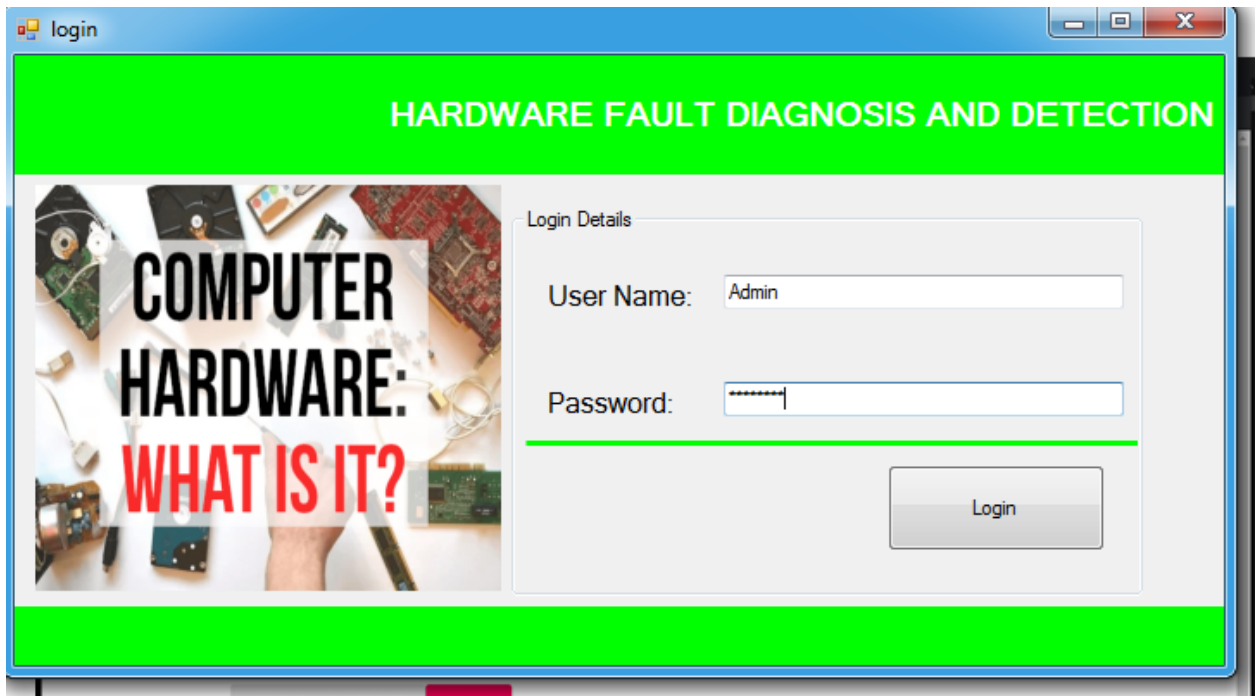 login
HARDWARE FAULT DIAGNOSIS AND DETECTION
COMPUTER
HARDWARE:
WHAT IS IT?
Login Details
User Name: Admin
Password: ********
Login